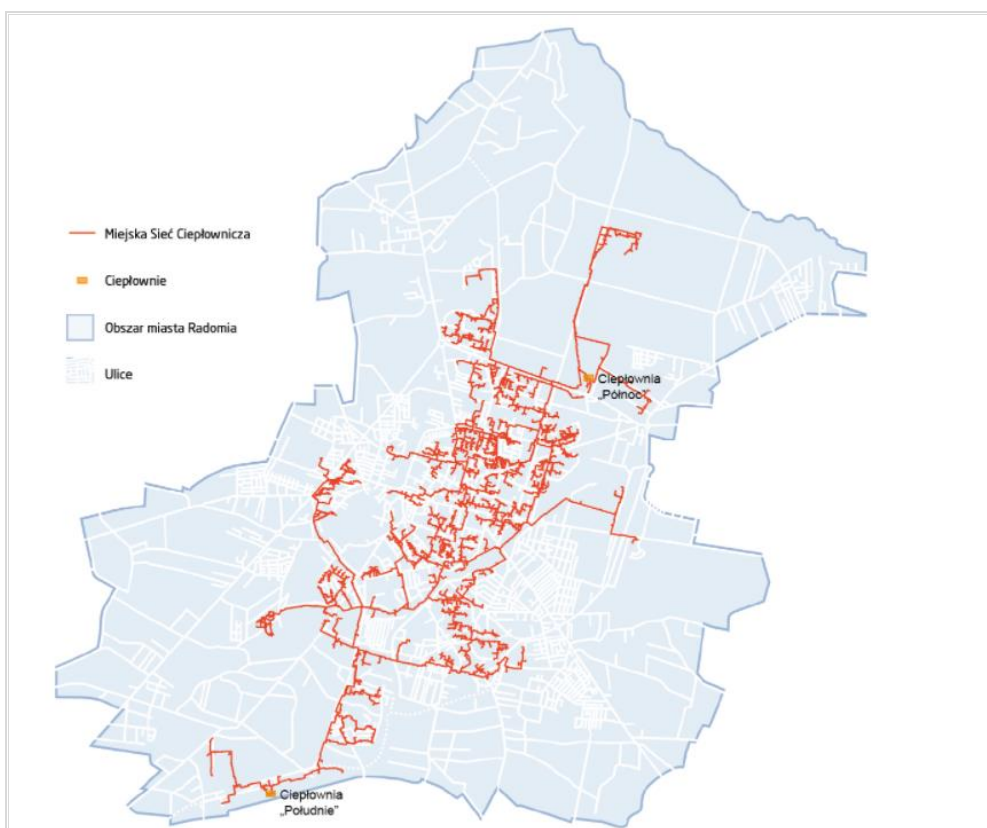 Miejska Sieć Ciepłownicza
Ciepłownie
Obszar miasta Radomia
Ulice
Ciepłownia
„Północ”
Ciepłownia
„Południe”